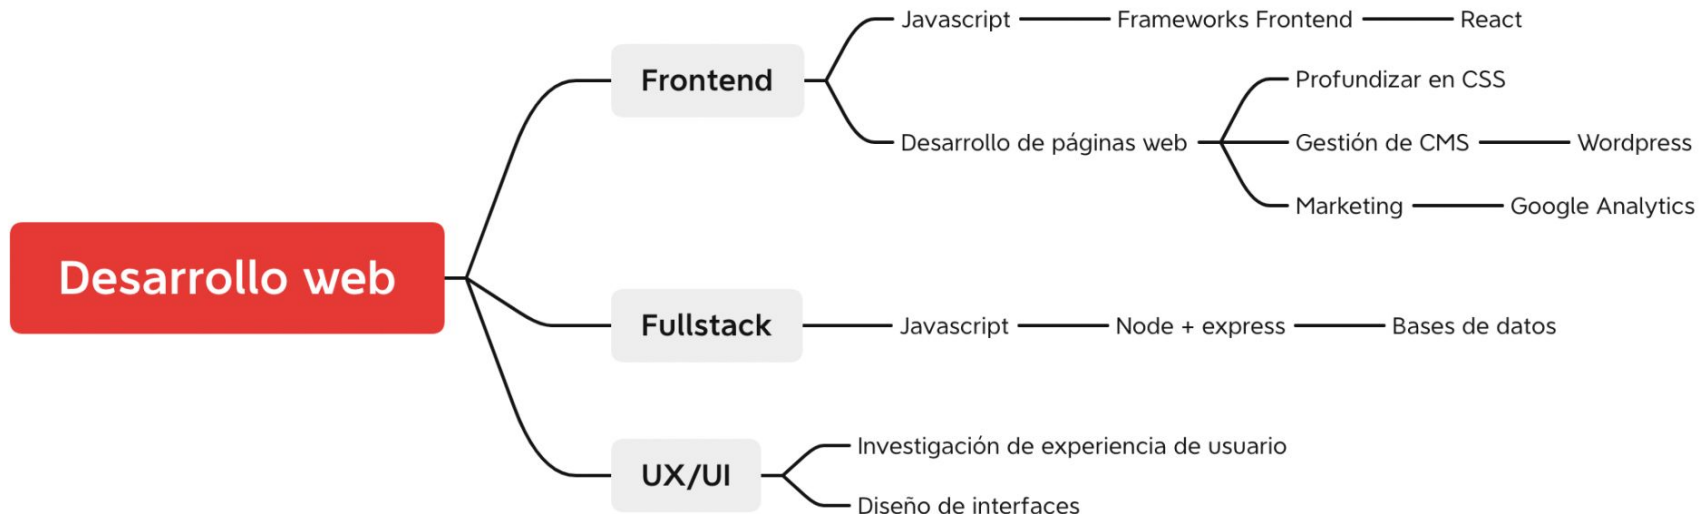 Desarrollo web
Frontend
Javascript
Frameworks Frontend
React
Desarrollo de páginas web
Profundizar en CSS
Gestión de CMS
Wordpress
Marketing
Google Analytics
Fullstack
Javascript
Node + express
Bases de datos
UX/UI
Investigación de experiencia de usuario
Diseño de interfaces